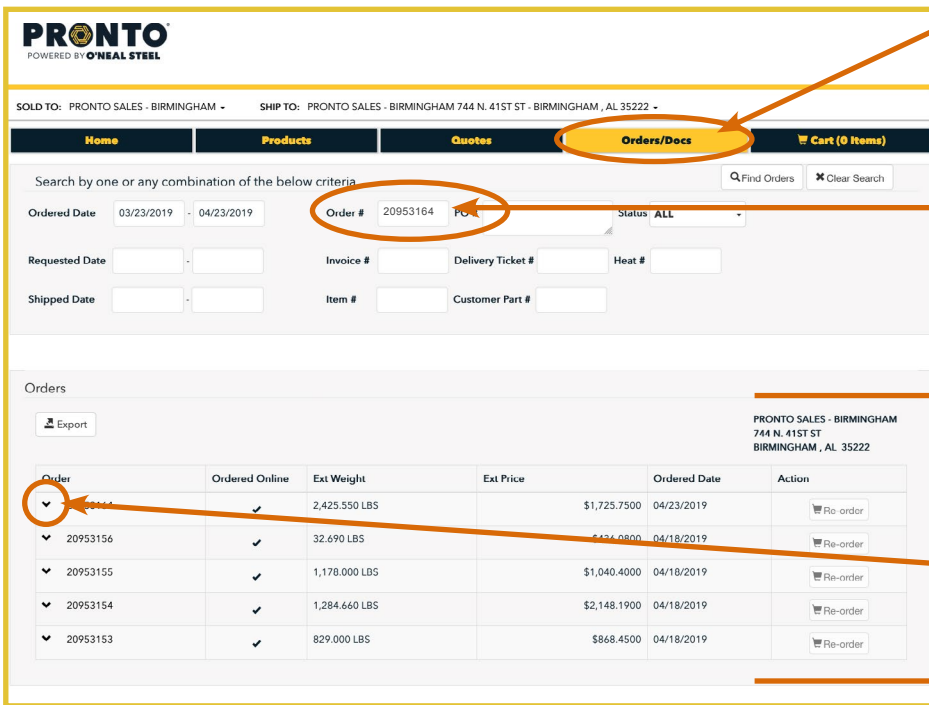 PRONTO
POWERED BY O'NEAL STEEL
SOLD TO: PRONTO SALES - BIRMINGHAM SHIP TO: PRONTO SALES - BIRMINGHAM 744 N. 41ST ST - BIRMINGHAM , AL 35222
Home Products Quotes Orders/Docs Cart (0 Items)
Search by one or any combination of the below criteria Find Orders Clear Search
Ordered Date 03/23/2019 - 04/23/2019 Order # 20953164 Status ALL
Requested Date - Invoice # Delivery Ticket # Heat #
Shipped Date - Item # Customer Part #
Orders
Export
PRONTO SALES - BIRMINGHAM
744 N. 41ST ST
BIRMINGHAM , AL 35222
Order Ordered Online Ext Weight Ext Price Ordered Date Action
2,425.550 LBS $1,725.7500 04/23/2019 Re-order
20953156 32.690 LBS 04/18/2019 Re-order
20953155 1,178.000 LBS $1,040.4000 04/18/2019 Re-order
20953154 1,284.660 LBS $2,148.1900 04/18/2019 Re-order
20953153 829.000 LBS $868.4500 04/18/2019 Re-order